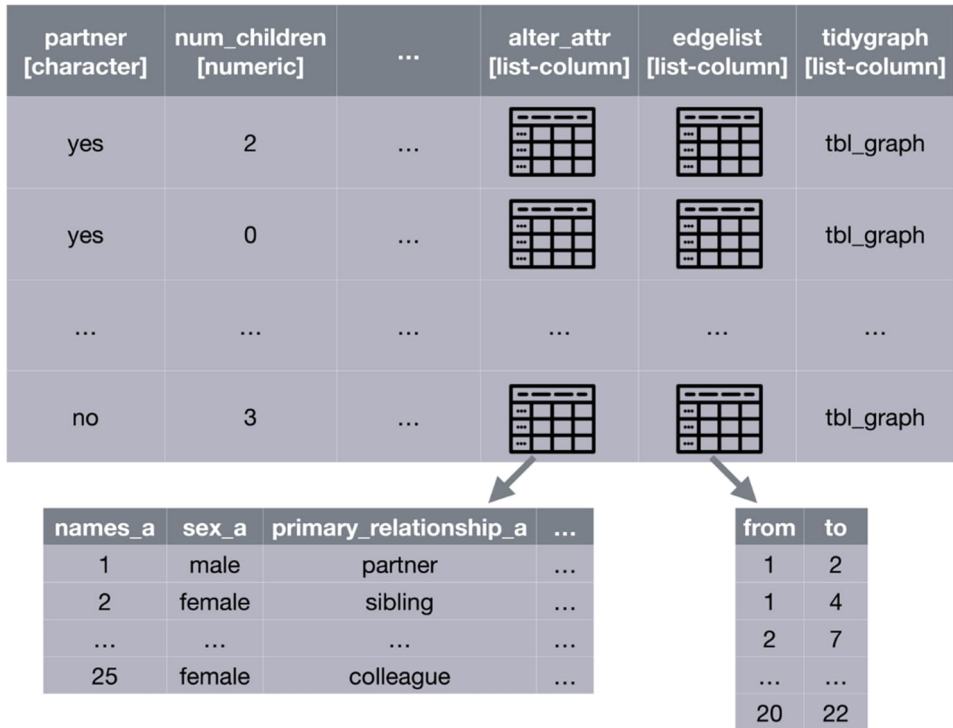 partner num_children ... alter_attr edgelist tidygraph
[character] [numeric] [list-column] [list-column] [list-column]
yes 2 ... tbl_graph
yes 0 ... tbl_graph
... ... ... ... ... ...
no 3 ... tbl_graph
names_a sex_a primary_relationship_a ...
1 male partner ...
2 female sibling ...
... ... ... ...
25 female colleague ...
from to
1 2
1 4
2 7
... ...
20 22